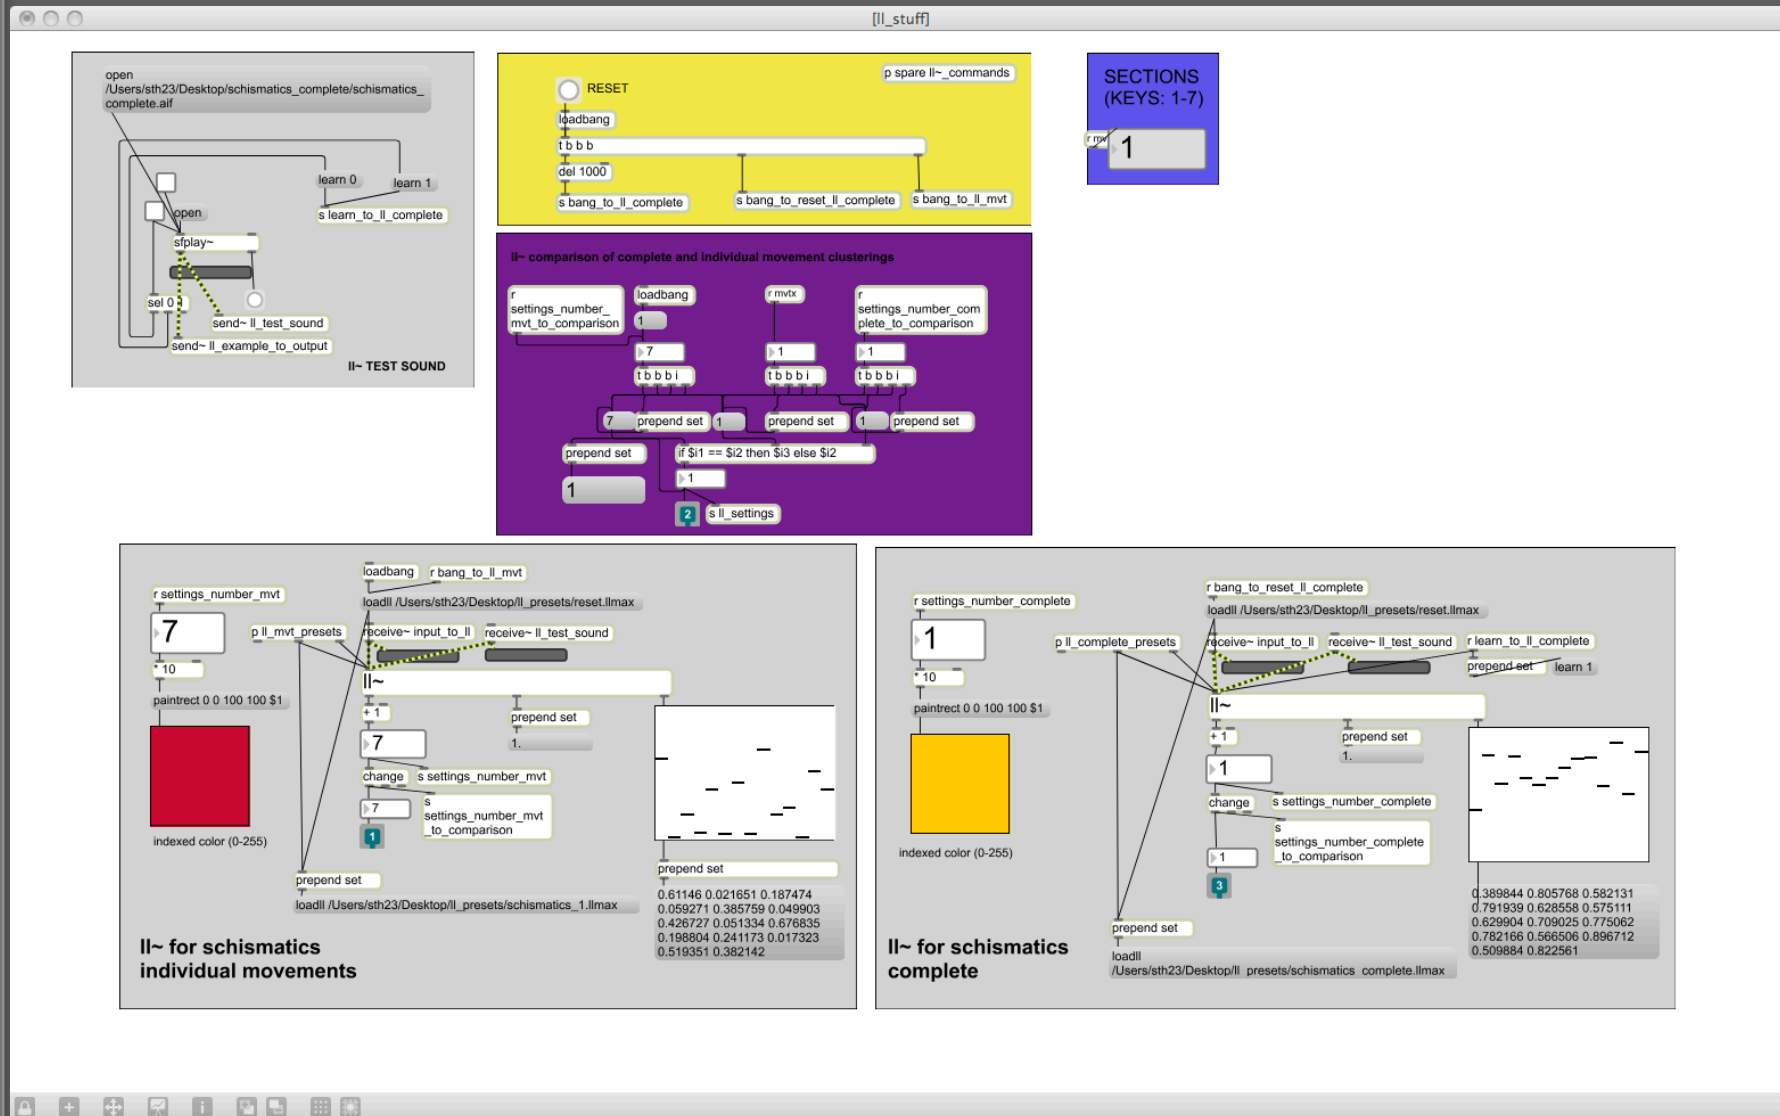 [ll_stuff]
open
/Users/sth23/Desktop/schismatics_complete/schismatics_
complete.aif
learn 0
learn 1
s learn_to_ll_complete
open
sfplay~
sel 0 1
send~ ll_test_sound
send~ ll_example_to_output
ll~ TEST SOUND
RESET
p spare ll~_commands
loadbang
t b b b
del 1000
s bang_to_ll_complete
s bang_to_reset_ll_complete
s bang_to_ll_mvt
SECTIONS
(KEYS: 1-7)
r mv
1
ll~ comparison of complete and individual movement clusterings
r
settings_number_
mvt_to_comparison
loadbang
1
r mvtx
r
settings_number_com
plete_to_comparison
7
1
1
t b b b i
t b b b i
t b b b i
7
prepend set
1
prepend set
1
prepend set
prepend set
if $i1 == $i2 then $i3 else $i2
1
1
2
s ll_settings
r settings_number_mvt
7
* 10
paintrect 0 0 100 100 $1
indexed color (0-255)
loadbang
r bang_to_ll_mvt
loadll /Users/sth23/Desktop/ll_presets/reset.llmax
p ll_mvt_presets
receive~ input_to_ll
receive~ ll_test_sound
ll~
+ 1
prepend set
7
1.
change
s settings_number_mvt
7
s
settings_number_mvt
_to_comparison
1
prepend set
loadll /Users/sth23/Desktop/ll_presets/schismatics_1.llmax
prepend set
0.61146 0.021651 0.187474
0.059271 0.385759 0.049903
0.426727 0.051334 0.676835
0.198804 0.241173 0.017323
0.519351 0.382142
ll~ for schismatics
individual movements
r settings_number_complete
1
* 10
paintrect 0 0 100 100 $1
indexed color (0-255)
r bang_to_reset_ll_complete
loadll /Users/sth23/Desktop/ll_presets/reset.llmax
p ll_complete_presets
receive~ input_to_ll
receive~ ll_test_sound
r learn_to_ll_complete
prepend set
learn 1
ll~
+ 1
prepend set
1
1.
change
s settings_number_complete
1
s
settings_number_complete
_to_comparison
3
prepend set
loadll
/Users/sth23/Desktop/ll_presets/schismatics_complete.llmax
0.389844 0.805768 0.582131
0.791939 0.628558 0.575111
0.629904 0.709025 0.775062
0.782166 0.566506 0.896712
0.509884 0.822561
ll~ for schismatics
complete